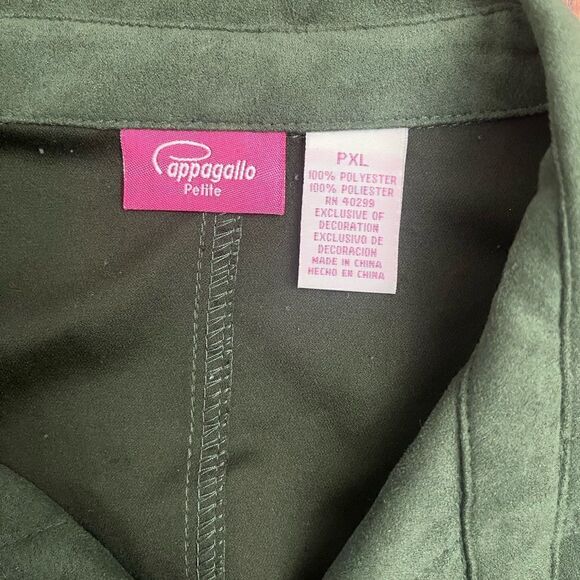 Pappagallo
Petite
PXL
100% POLYESTER
100% POLIESTER
RN 40299
EXCLUSIVE OF
DECORATION
EXCLUSIVO DE
DECORACION
MADE IN CHINA
HECHO EN CHINA